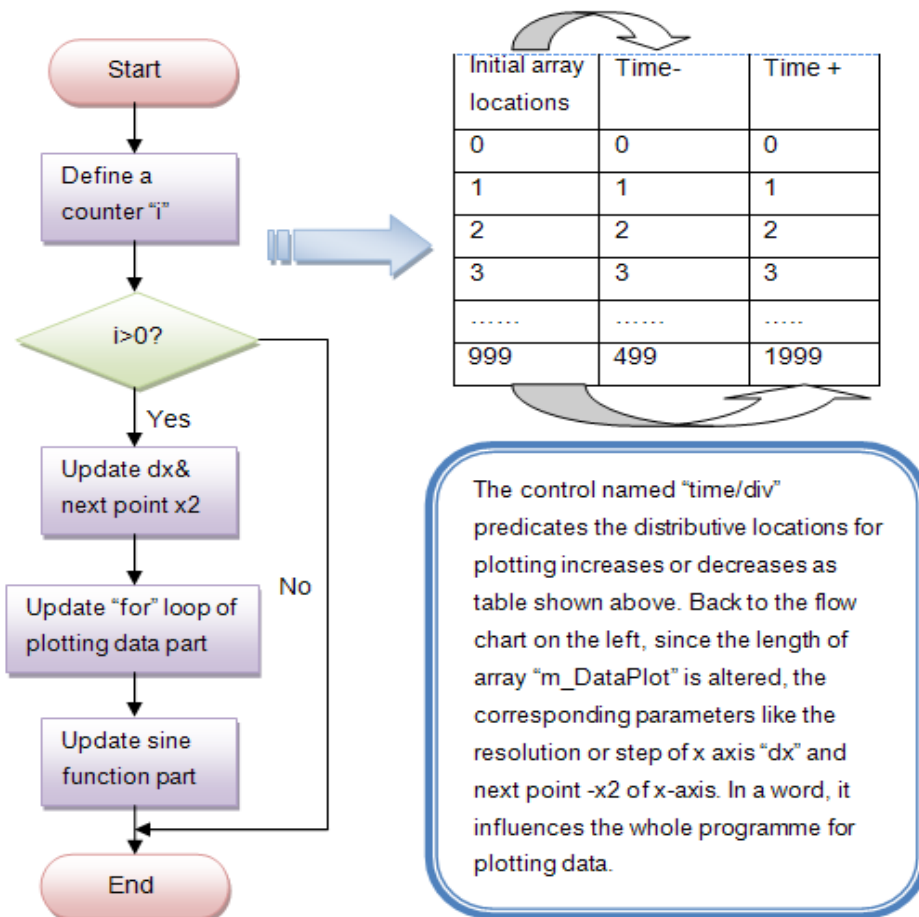 Start
Define a
counter “i”
i>0?
Yes
No
Update dx&
next point x2
Update “for” loop of
plotting data part
Update sine
function part
End
Initial array
locations
Time-
Time +
0 0 0
1 1 1
2 2 2
3 3 3
…… …… …..
999 499 1999
The control named “time/div”
predicates the distributive locations for
plotting increases or decreases as
table shown above. Back to the flow
chart on the left, since the length of
array “m_DataPlot” is altered, the
corresponding parameters like the
resolution or step of x axis “dx” and
next point -x2 of x-axis. In a word, it
influences the whole programme for
plotting data.